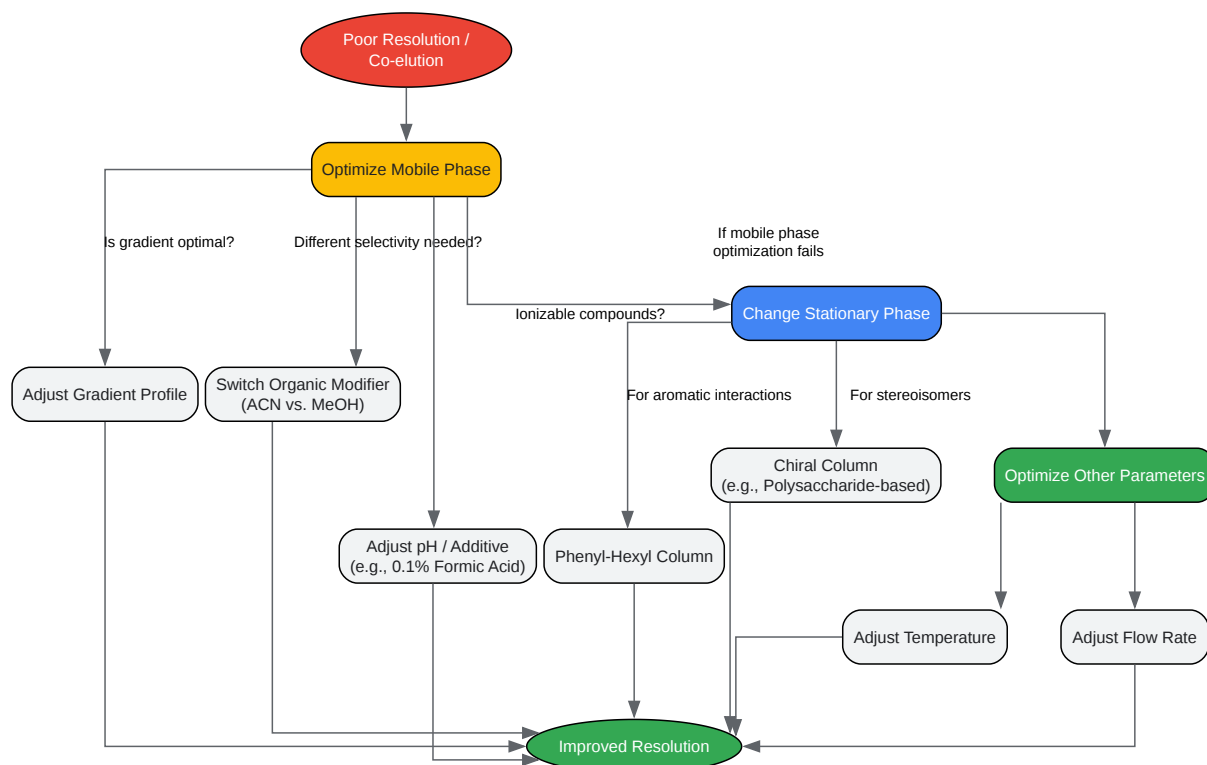 Poor Resolution /
Co-elution
Optimize Mobile Phase
Is gradient optimal?
Different selectivity needed?
If mobile phase
optimization fails
Ionizable compounds?
Change Stationary Phase
Adjust Gradient Profile
Switch Organic Modifier
(ACN vs. MeOH)
For aromatic interactions
For stereoisomers
Chiral Column
(e.g., Polysaccharide-based)
Optimize Other Parameters
Adjust pH / Additive
(e.g., 0.1% Formic Acid)
Phenyl-Hexyl Column
Adjust Temperature
Adjust Flow Rate
Improved Resolution